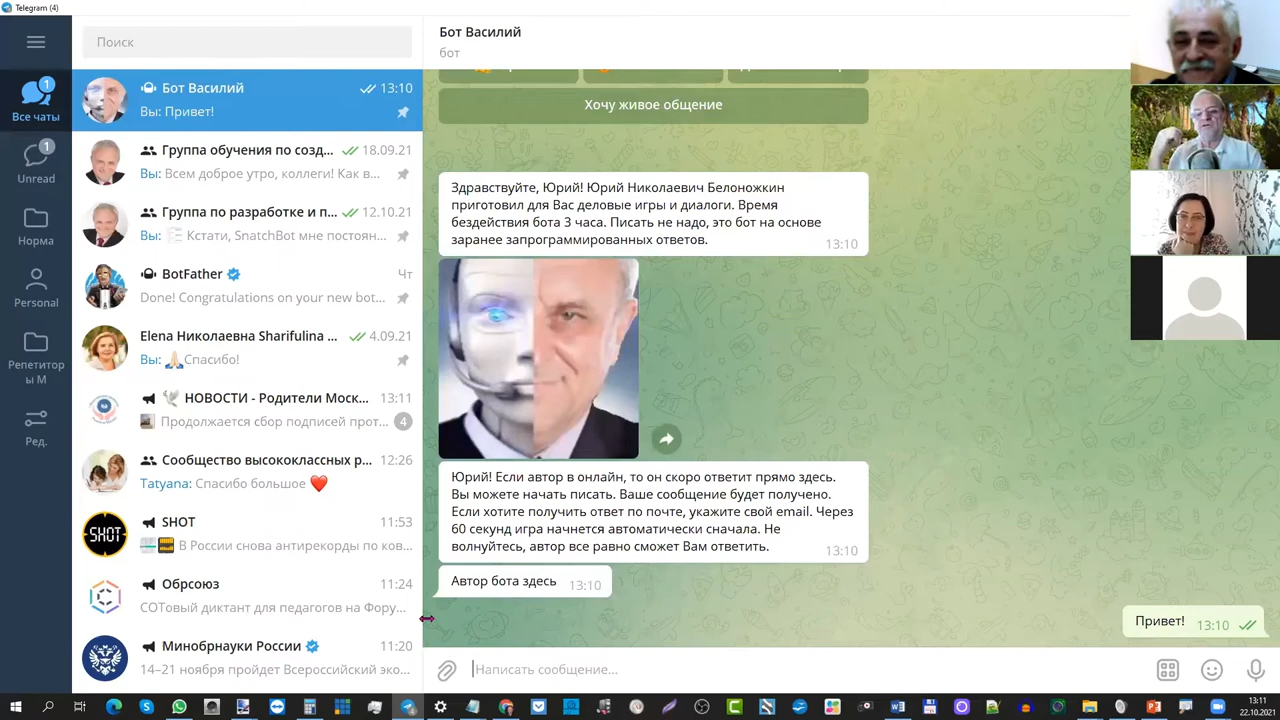 Telegram (4)
Поиск
1
Все чаты
1
Unread
Норма
Personal
Репетитор
ы М
Ред.
Бот Василий 13:10
Вы: Привет!
Группа обучения по созд... 18.09.21
Вы: Всем доброе утро, коллеги! Как в...
Группа по разработке и п... 12.10.21
Вы: Кстати, SnatchBot мне постоян...
BotFather Чт
Done! Congratulations on your new bot...
Elena Николаевна Sharifulina ... 4.09.21
Вы: 🙏Спасибо!
🕊 НОВОСТИ - Родители Моск... 13:11
Продолжается сбор подписей прот... 4
Сообщество высококлассных р... 12:26
Tatyana: Спасибо большое ❤️
SHOT
SHOT 11:53
В России снова антирекорды по ков...
Обрсоюз 11:24
СОТовый диктант для педагогов на Фору...
Минобрнауки России 11:20
14–21 ноября пройдет Всероссийский эко...
Бот Василий
бот
Хочу живое общение
Здравствуйте, Юрий! Юрий Николаевич Белоножкин
приготовил для Вас деловые игры и диалоги. Время
бездействия бота 3 часа. Писать не надо, это бот на основе
заранее запрограммированных ответов. 13:10
Юрий! Если автор в онлайн, то он скоро ответит прямо здесь.
Вы можете начать писать. Ваше сообщение будет получено.
Если хотите получить ответ по почте, укажите свой email. Через
60 секунд игра начнется автоматически сначала. Не
волнуйтесь, автор все равно сможет Вам ответить. 13:10
Автор бота здесь 13:10
Привет! 13:10
Написать сообщение...
13:11
22.10.2021